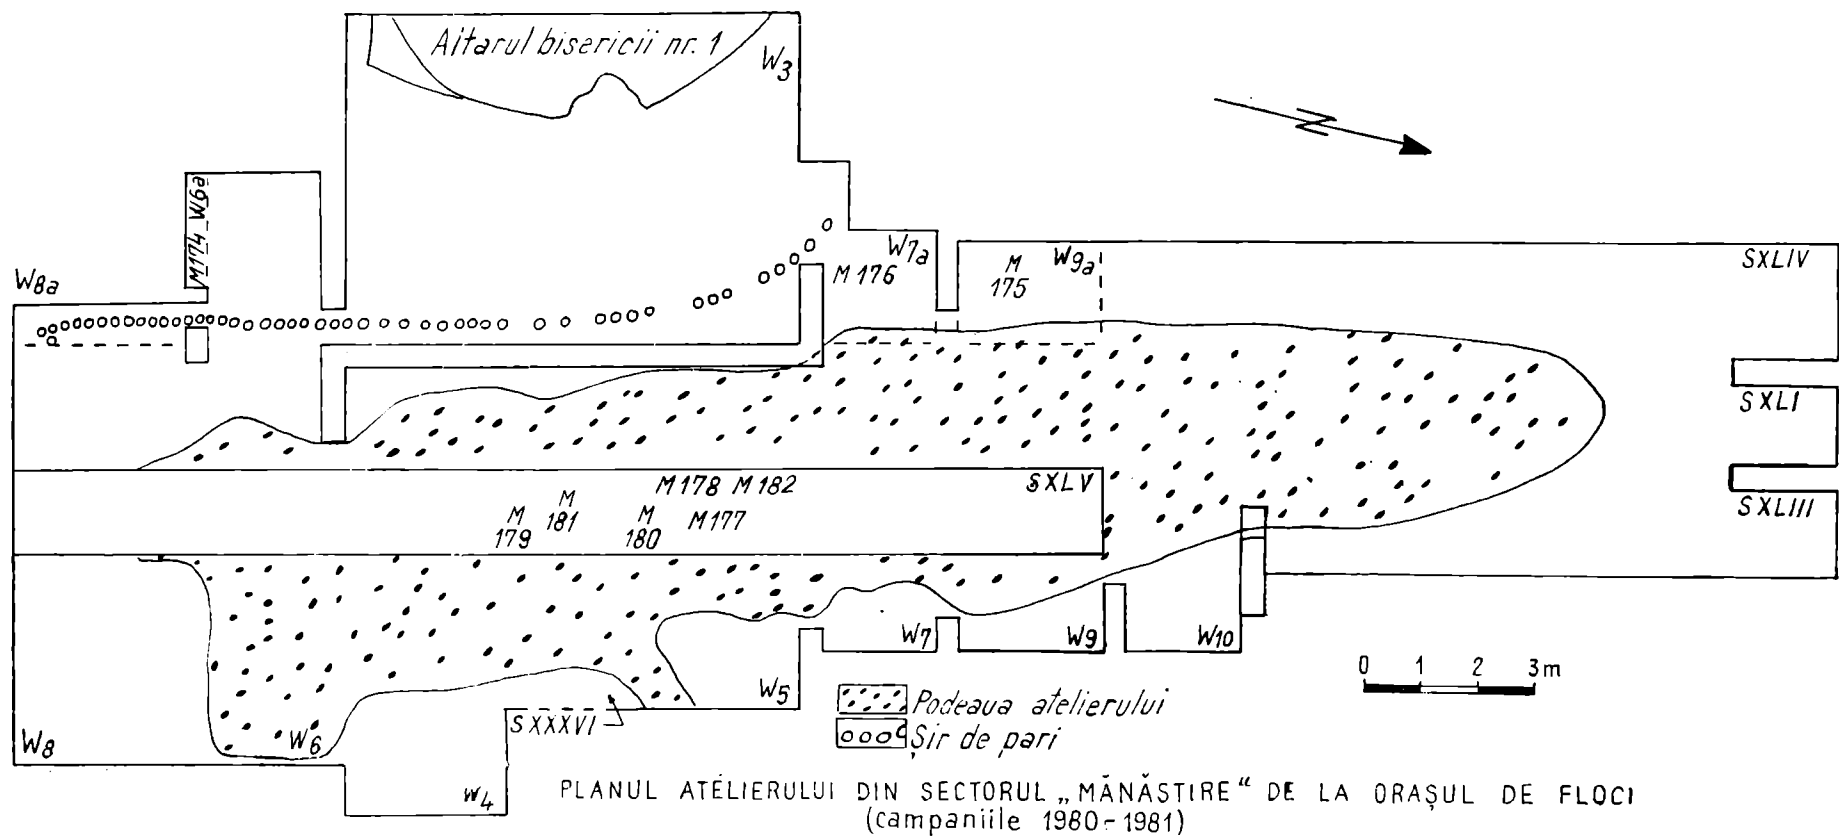 Altarul bisericii nr. 1
W3
M174 W6a
W8a
W7a
M 176
M
175
W9a
SXLIV
SXLI
SXLIII
SXLV
M178 M182
M
181
M
179
M
180
M177
W8
W6
SXXXVI
W5
W4
W7
W9
W10
0 1 2 3m
Podeaua atelierului
Șir de pari
PLANUL ATELIERULUI DIN SECTORUL „MĂNĂSTIRE“ DE LA ORAȘUL DE FLOCI
(campaniile 1980-1981)